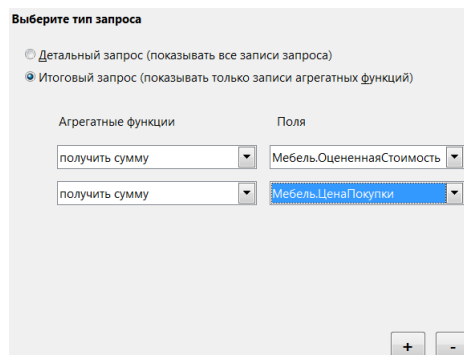 Выберите тип запроса
Детальный запрос (показывать все записи запроса)
Итоговый запрос (показывать только записи агрегатных функций)
Агрегатные функции Поля
получить сумму Мебель.ОцененнаяСтоимость
получить сумму Мебель.ЦенаПокупки
+ -